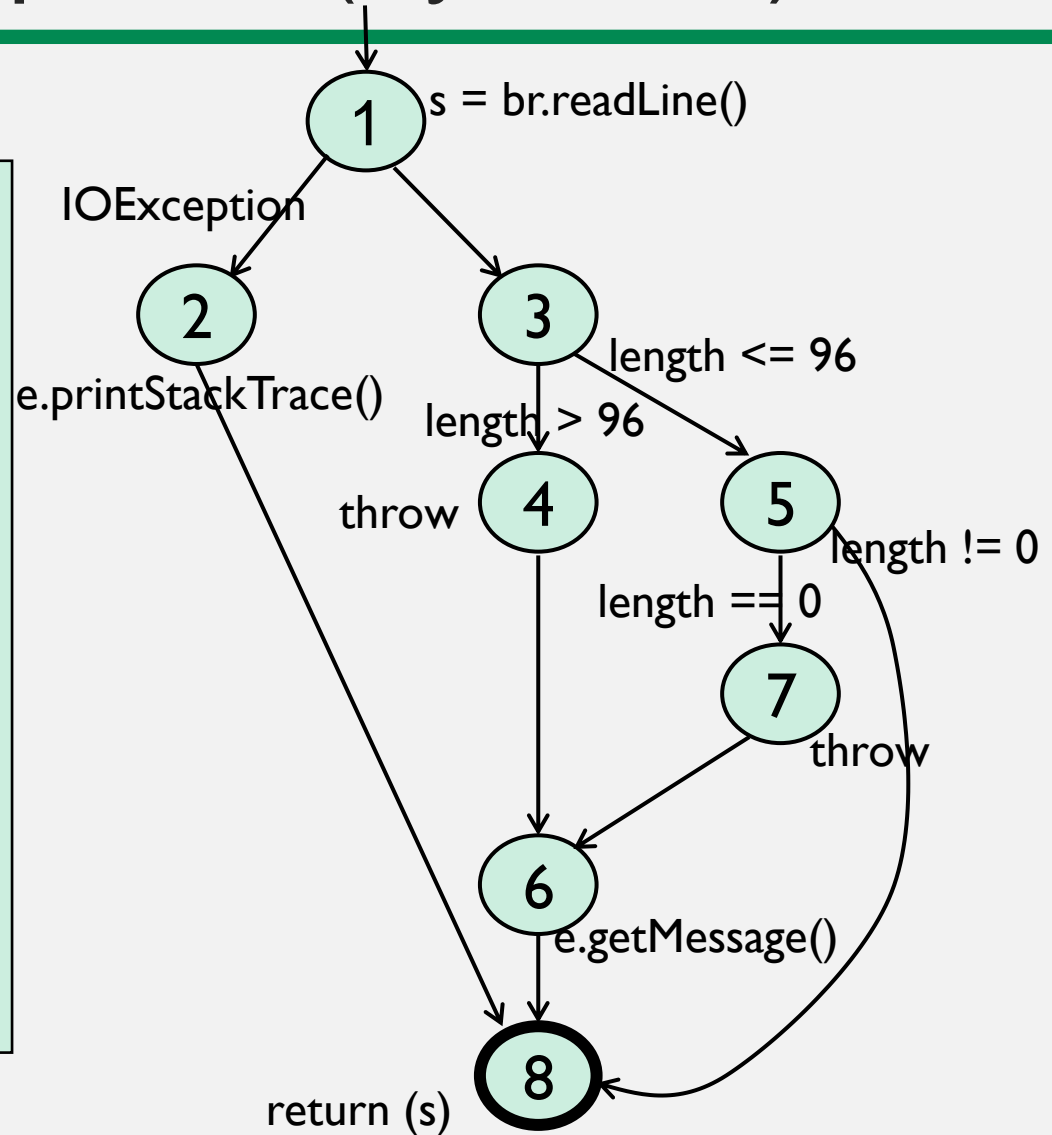 1
s = br.readLine()
IOException
2
3
length <= 96
e.printStackTrace()
length > 96
throw
4
5
length != 0
length == 0
7
throw
6
e.getMessage()
8
return (s)